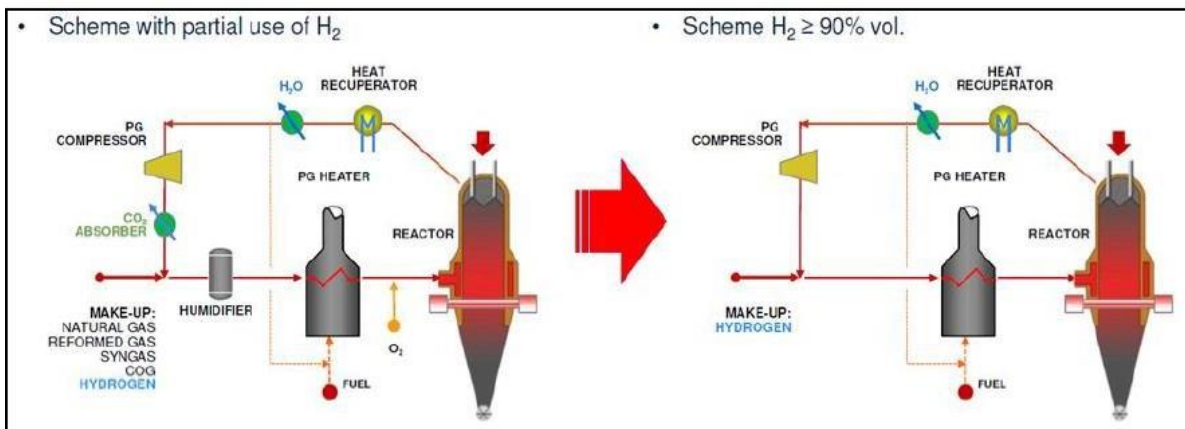 • Scheme with partial use of H₂
H₂O
HEAT
RECUPERATOR
PG
COMPRESSOR
PG HEATER
CO₂
ABSORBER
REACTOR
MAKE-UP:
NATURAL GAS
REFORMED GAS
SYNGAS
COG
HYDROGEN
HUMIDIFIER
O₂
FUEL
• Scheme H₂ ≥ 90% vol.
H₂O
HEAT
RECUPERATOR
PG
COMPRESSOR
PG HEATER
REACTOR
MAKE-UP:
HYDROGEN
FUEL